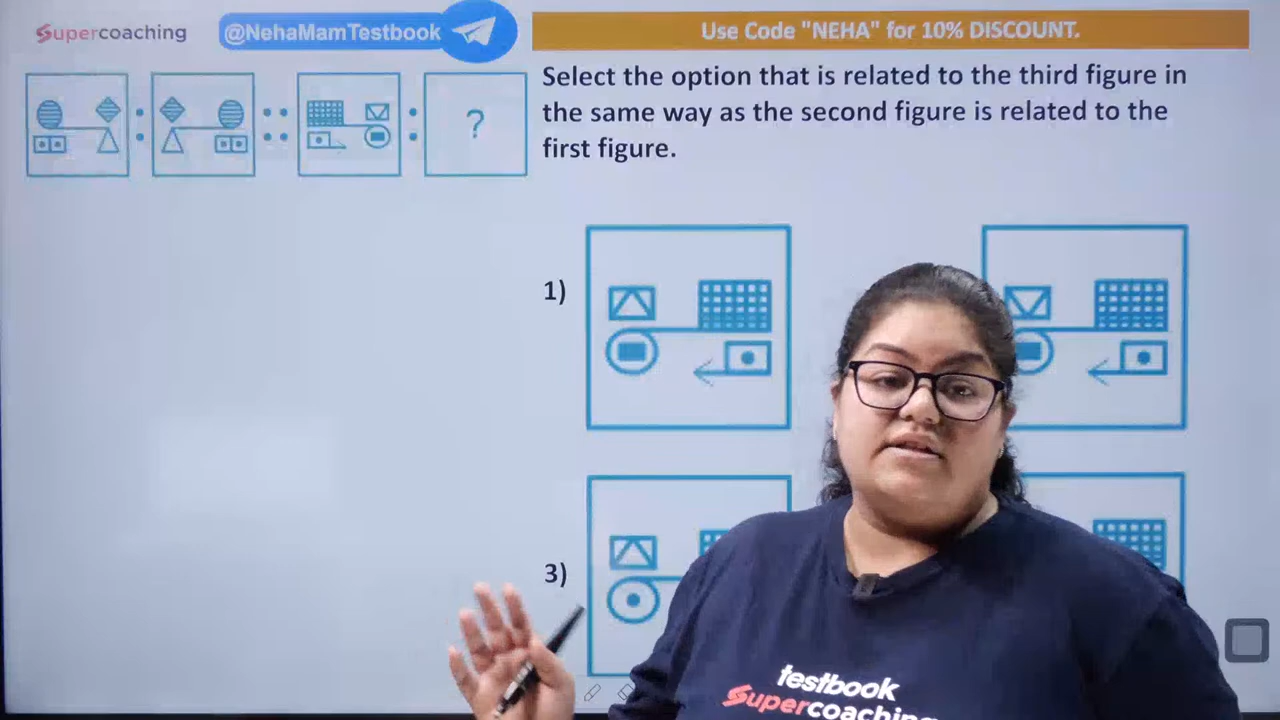 Supercoaching
@NehaMamTestbook
Use Code "NEHA" for 10% DISCOUNT.
: :: : ?
Select the option that is related to the third figure in
the same way as the second figure is related to the
first figure.
1)
3)
testbook
Supercoaching